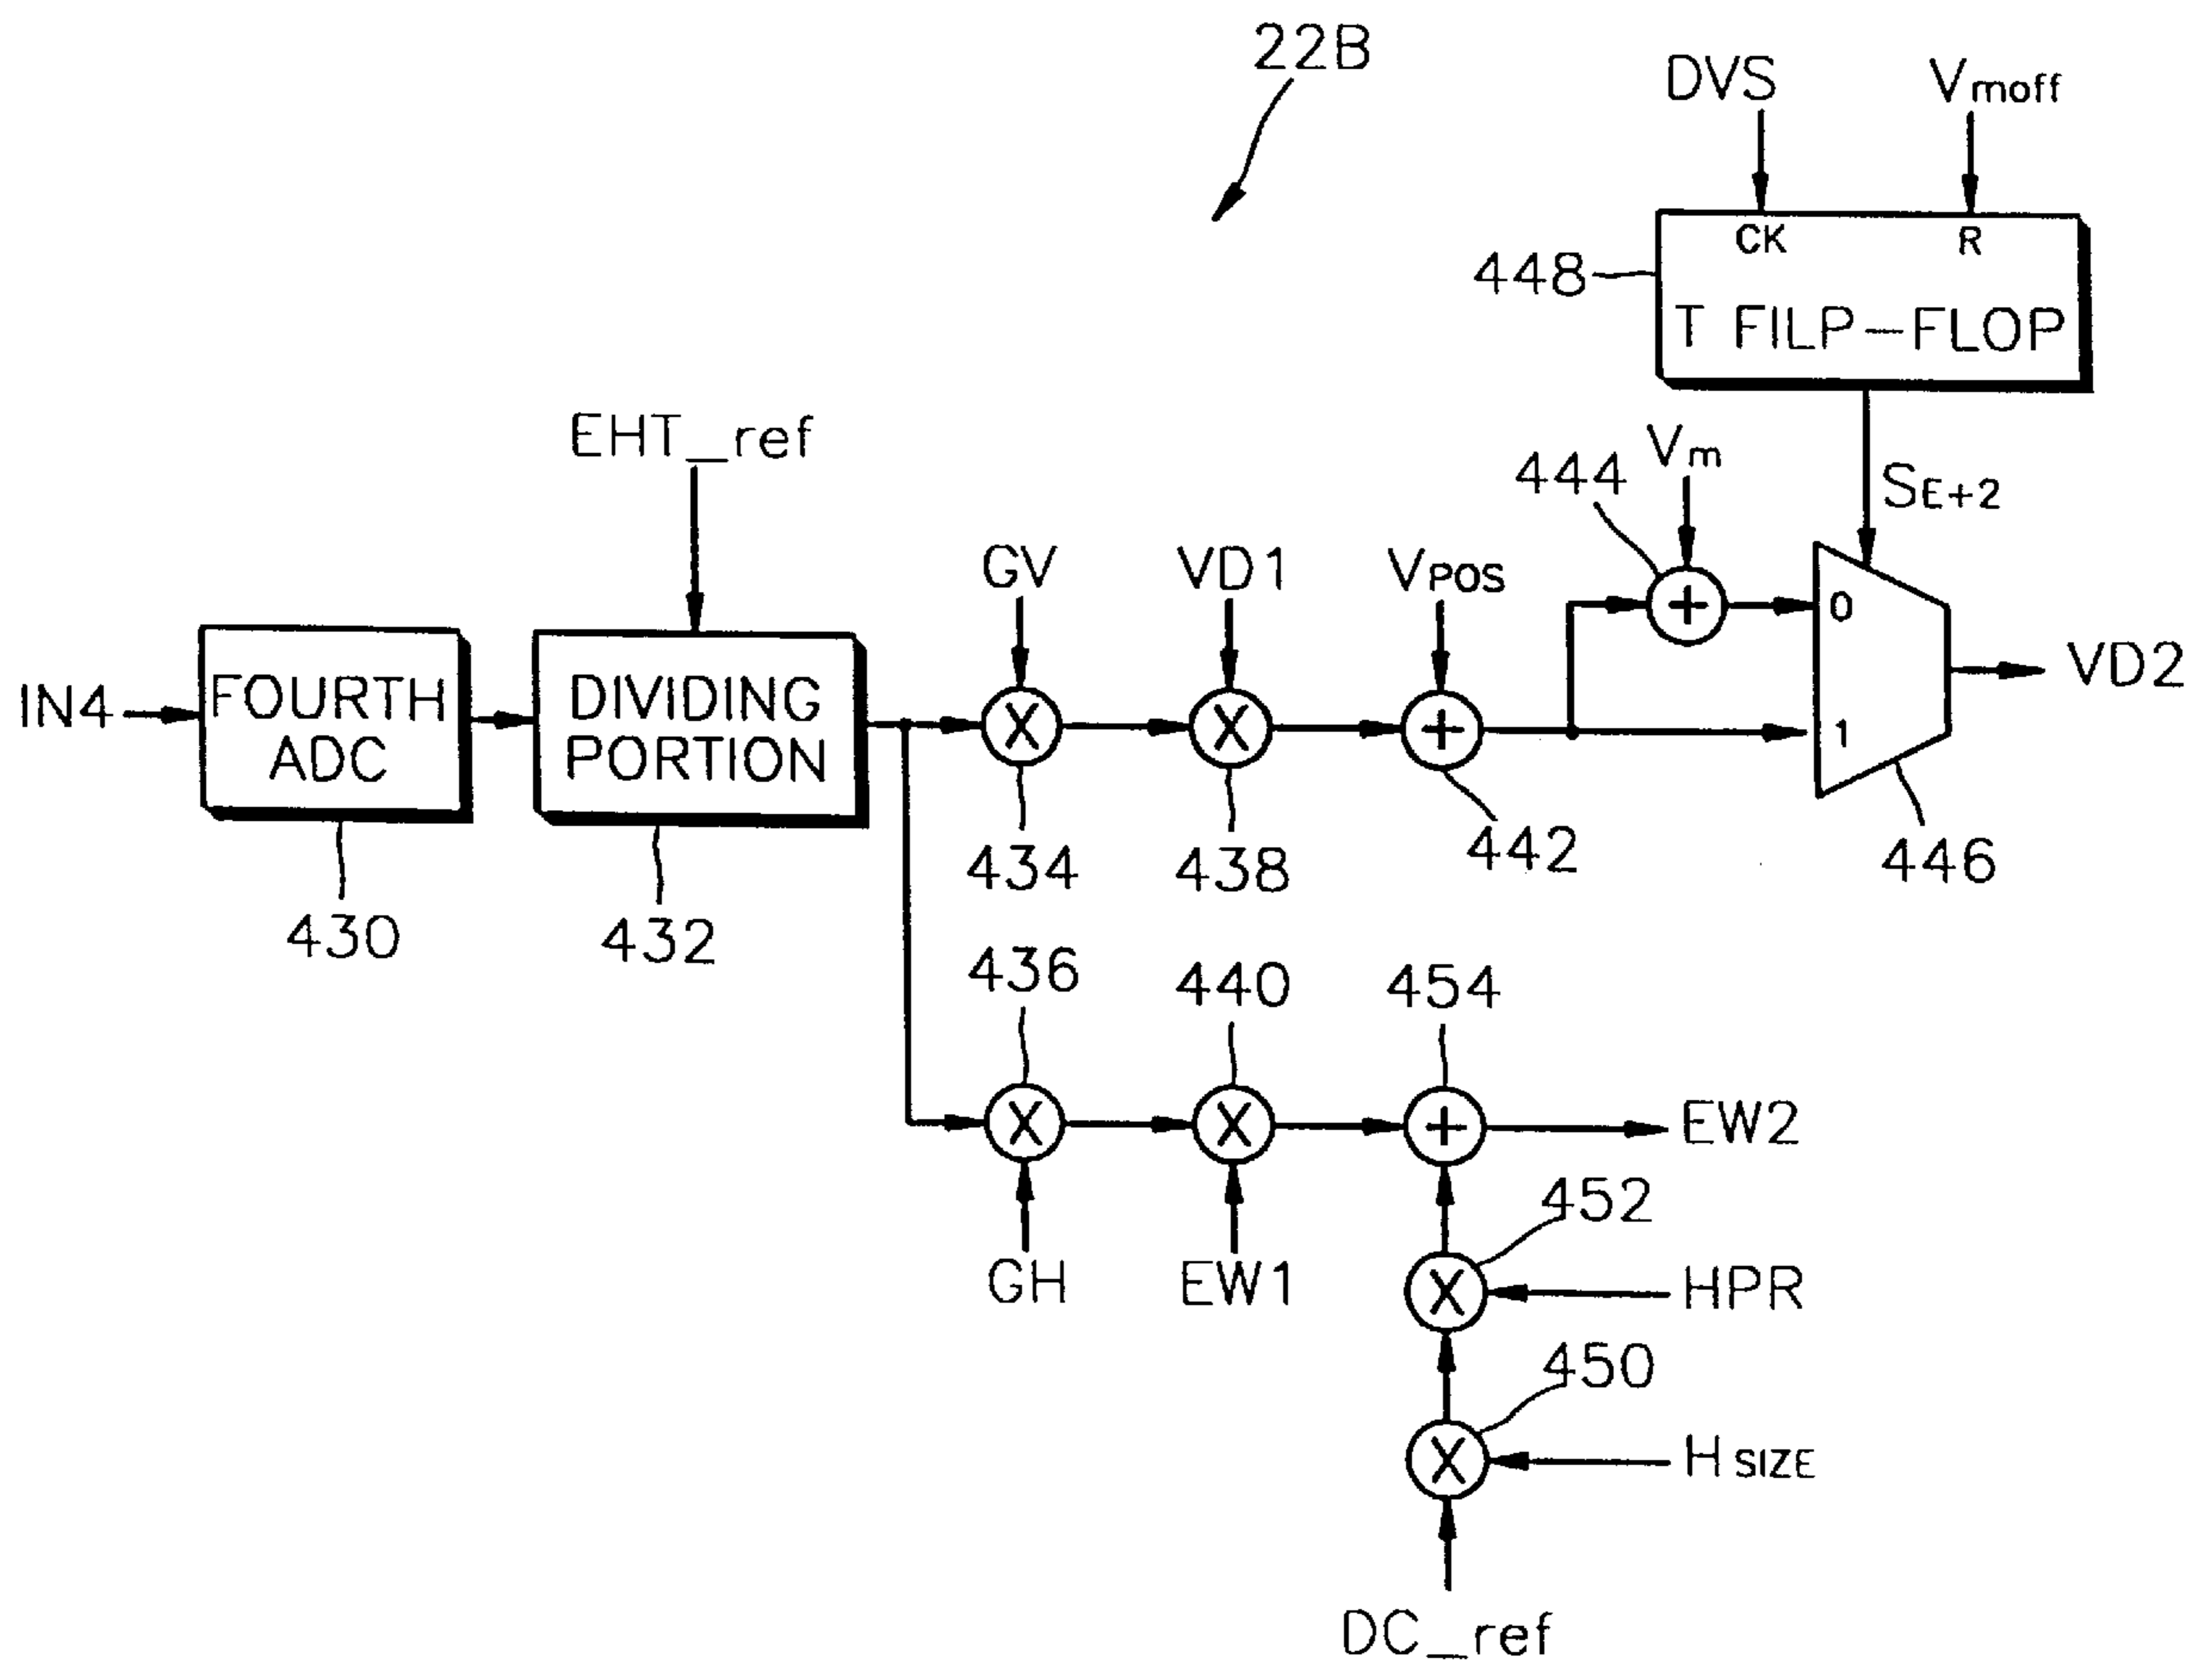 22B
DVS
Vmoff
CK
R
448
T FILP-FLOP
EHT_ref
444
Vm
SE+2
GV
VD1
VPOS
0
IN4
FOURTH
ADC
DIVIDING
PORTION
X
X
+
+
1
VD2
434
438
442
446
430
432
436
440
454
X
X
+
EW2
GH
EW1
452
X
HPR
450
X
H SIZE
DC_ref